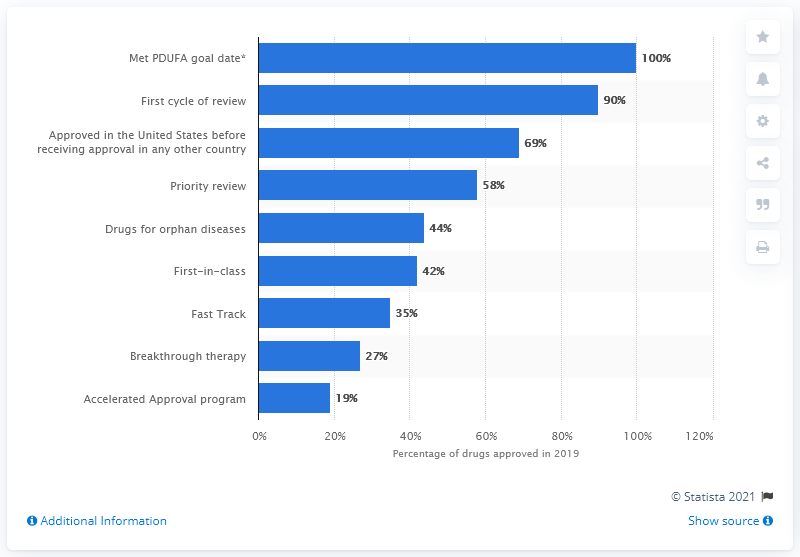 Met PDUFA goal date*
100%
First cycle of review
90%
Approved in the United States before
receiving approval in any other country
69%
Priority review
58%
Drugs for orphan diseases
44%
First-in-class
42%
Fast Track
35%
Breakthrough therapy
27%
Accelerated Approval program
19%
0% 20% 40% 60% 80% 100% 120%
Percentage of drugs approved in 2019
© Statista 2021
Additional Information
Show source